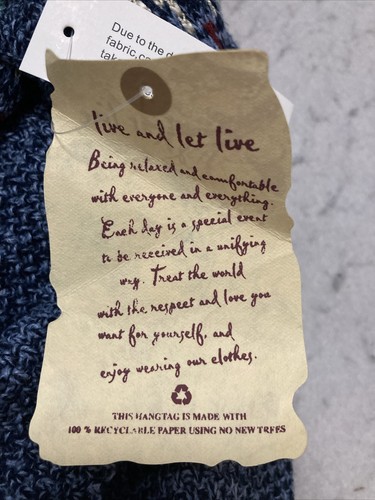 Due to the
fabric,
live and let live
Being relaxed and comfortable
with everyone and everything.
Each day is a special event
to be received in a unifying
way. Treat the world
with the respect and love you
want for yourself, and
enjoy wearing our clothes.
THIS HANGTAG IS MADE WITH
100 % RECYCLABLE PAPER USING NO NEW TREES